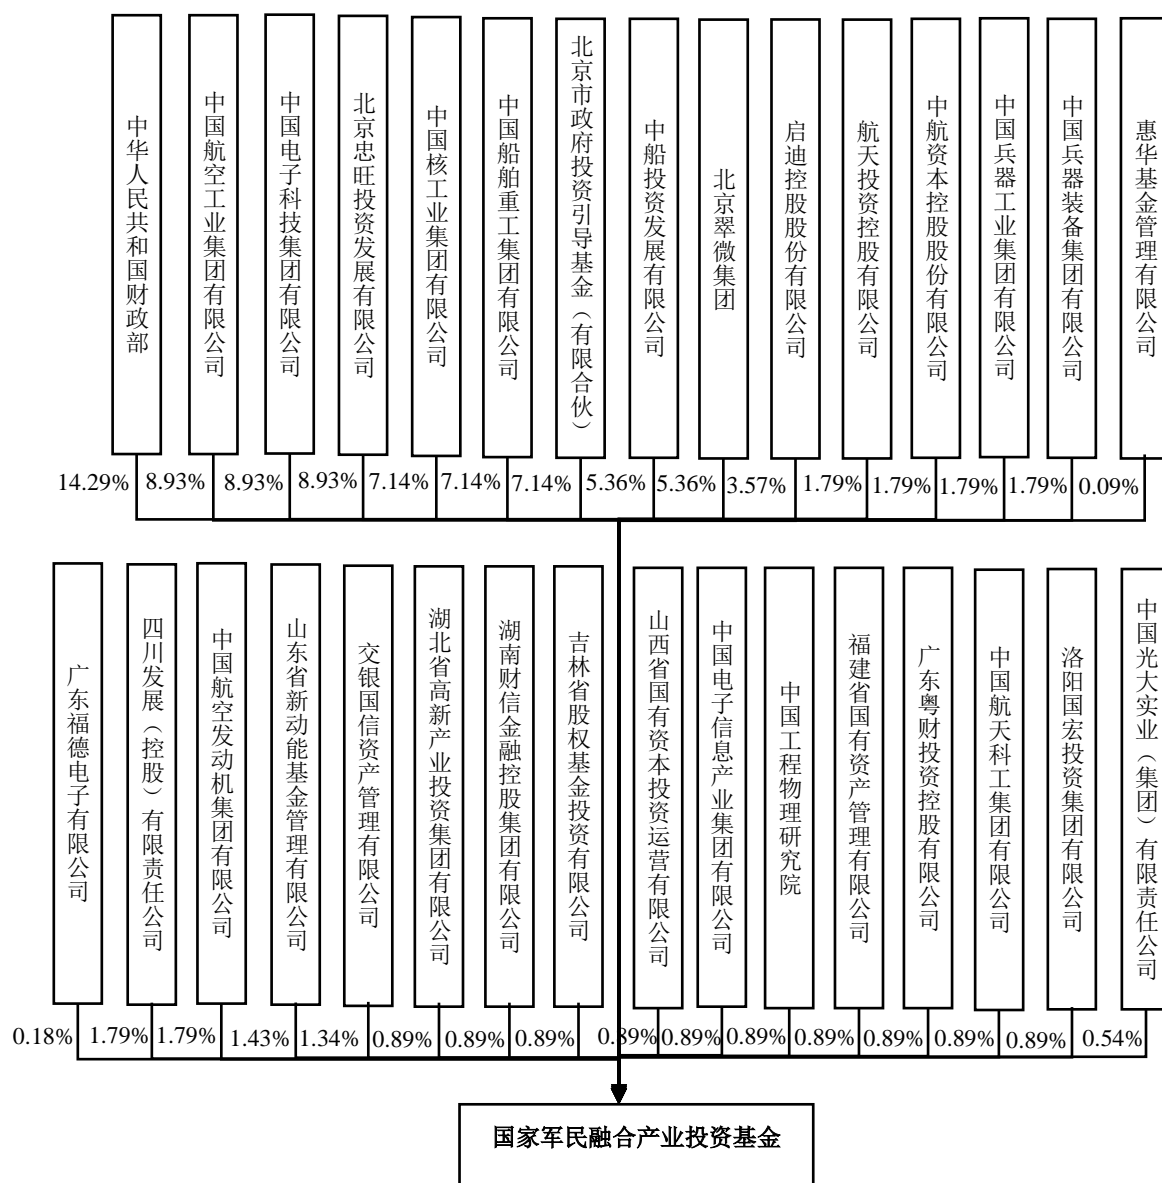 中华人民共和国财政部
中国航空工业集团有限公司
中国电子科技集团有限公司
北京忠旺投资发展有限公司
中国核工业集团有限公司
中国船舶重工集团有限公司
北京市政府投资引导基金（有限合伙）
中船投资发展有限公司
北京翠微集团
启迪控股股份有限公司
航天投资控股有限公司
中航资本控股股份有限公司
中国兵器工业集团有限公司
中国兵器装备集团有限公司
惠华基金管理有限公司
14.29%
8.93%
8.93%
8.93%
7.14%
7.14%
7.14%
5.36%
5.36%
3.57%
1.79%
1.79%
1.79%
1.79%
0.09%
广东福德电子有限公司
四川发展（控股）有限责任公司
中国航空发动机集团有限公司
山东省新动能基金管理有限公司
交银国信资产管理有限公司
湖北省高新产业投资集团有限公司
湖南财信金融控股集团有限公司
吉林省股权基金投资有限公司
山西省国有资本投资运营有限公司
中国电子信息产业集团有限公司
中国工程物理研究院
福建省国有资产管理有限公司
广东粤财投资控股有限公司
中国航天科工集团有限公司
洛阳国宏投资集团有限公司
中国光大实业（集团）有限责任公司
0.18%
1.79%
1.79%
1.43%
1.34%
0.89%
0.89%
0.89%
0.89%
0.89%
0.89%
0.89%
0.89%
0.89%
0.89%
0.54%
国家军民融合产业投资基金